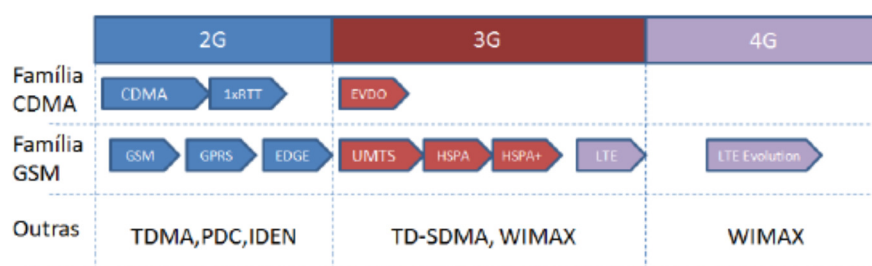 2G 3G 4G
Família CDMA 1xRTT EVDO
CDMA
Família GSM GPRS EDGE UMTS HSPA HSPA+ LTE LTE Evolution
GSM
Outras TDMA,PDC,IDEN TD-SDMA, WIMAX WIMAX